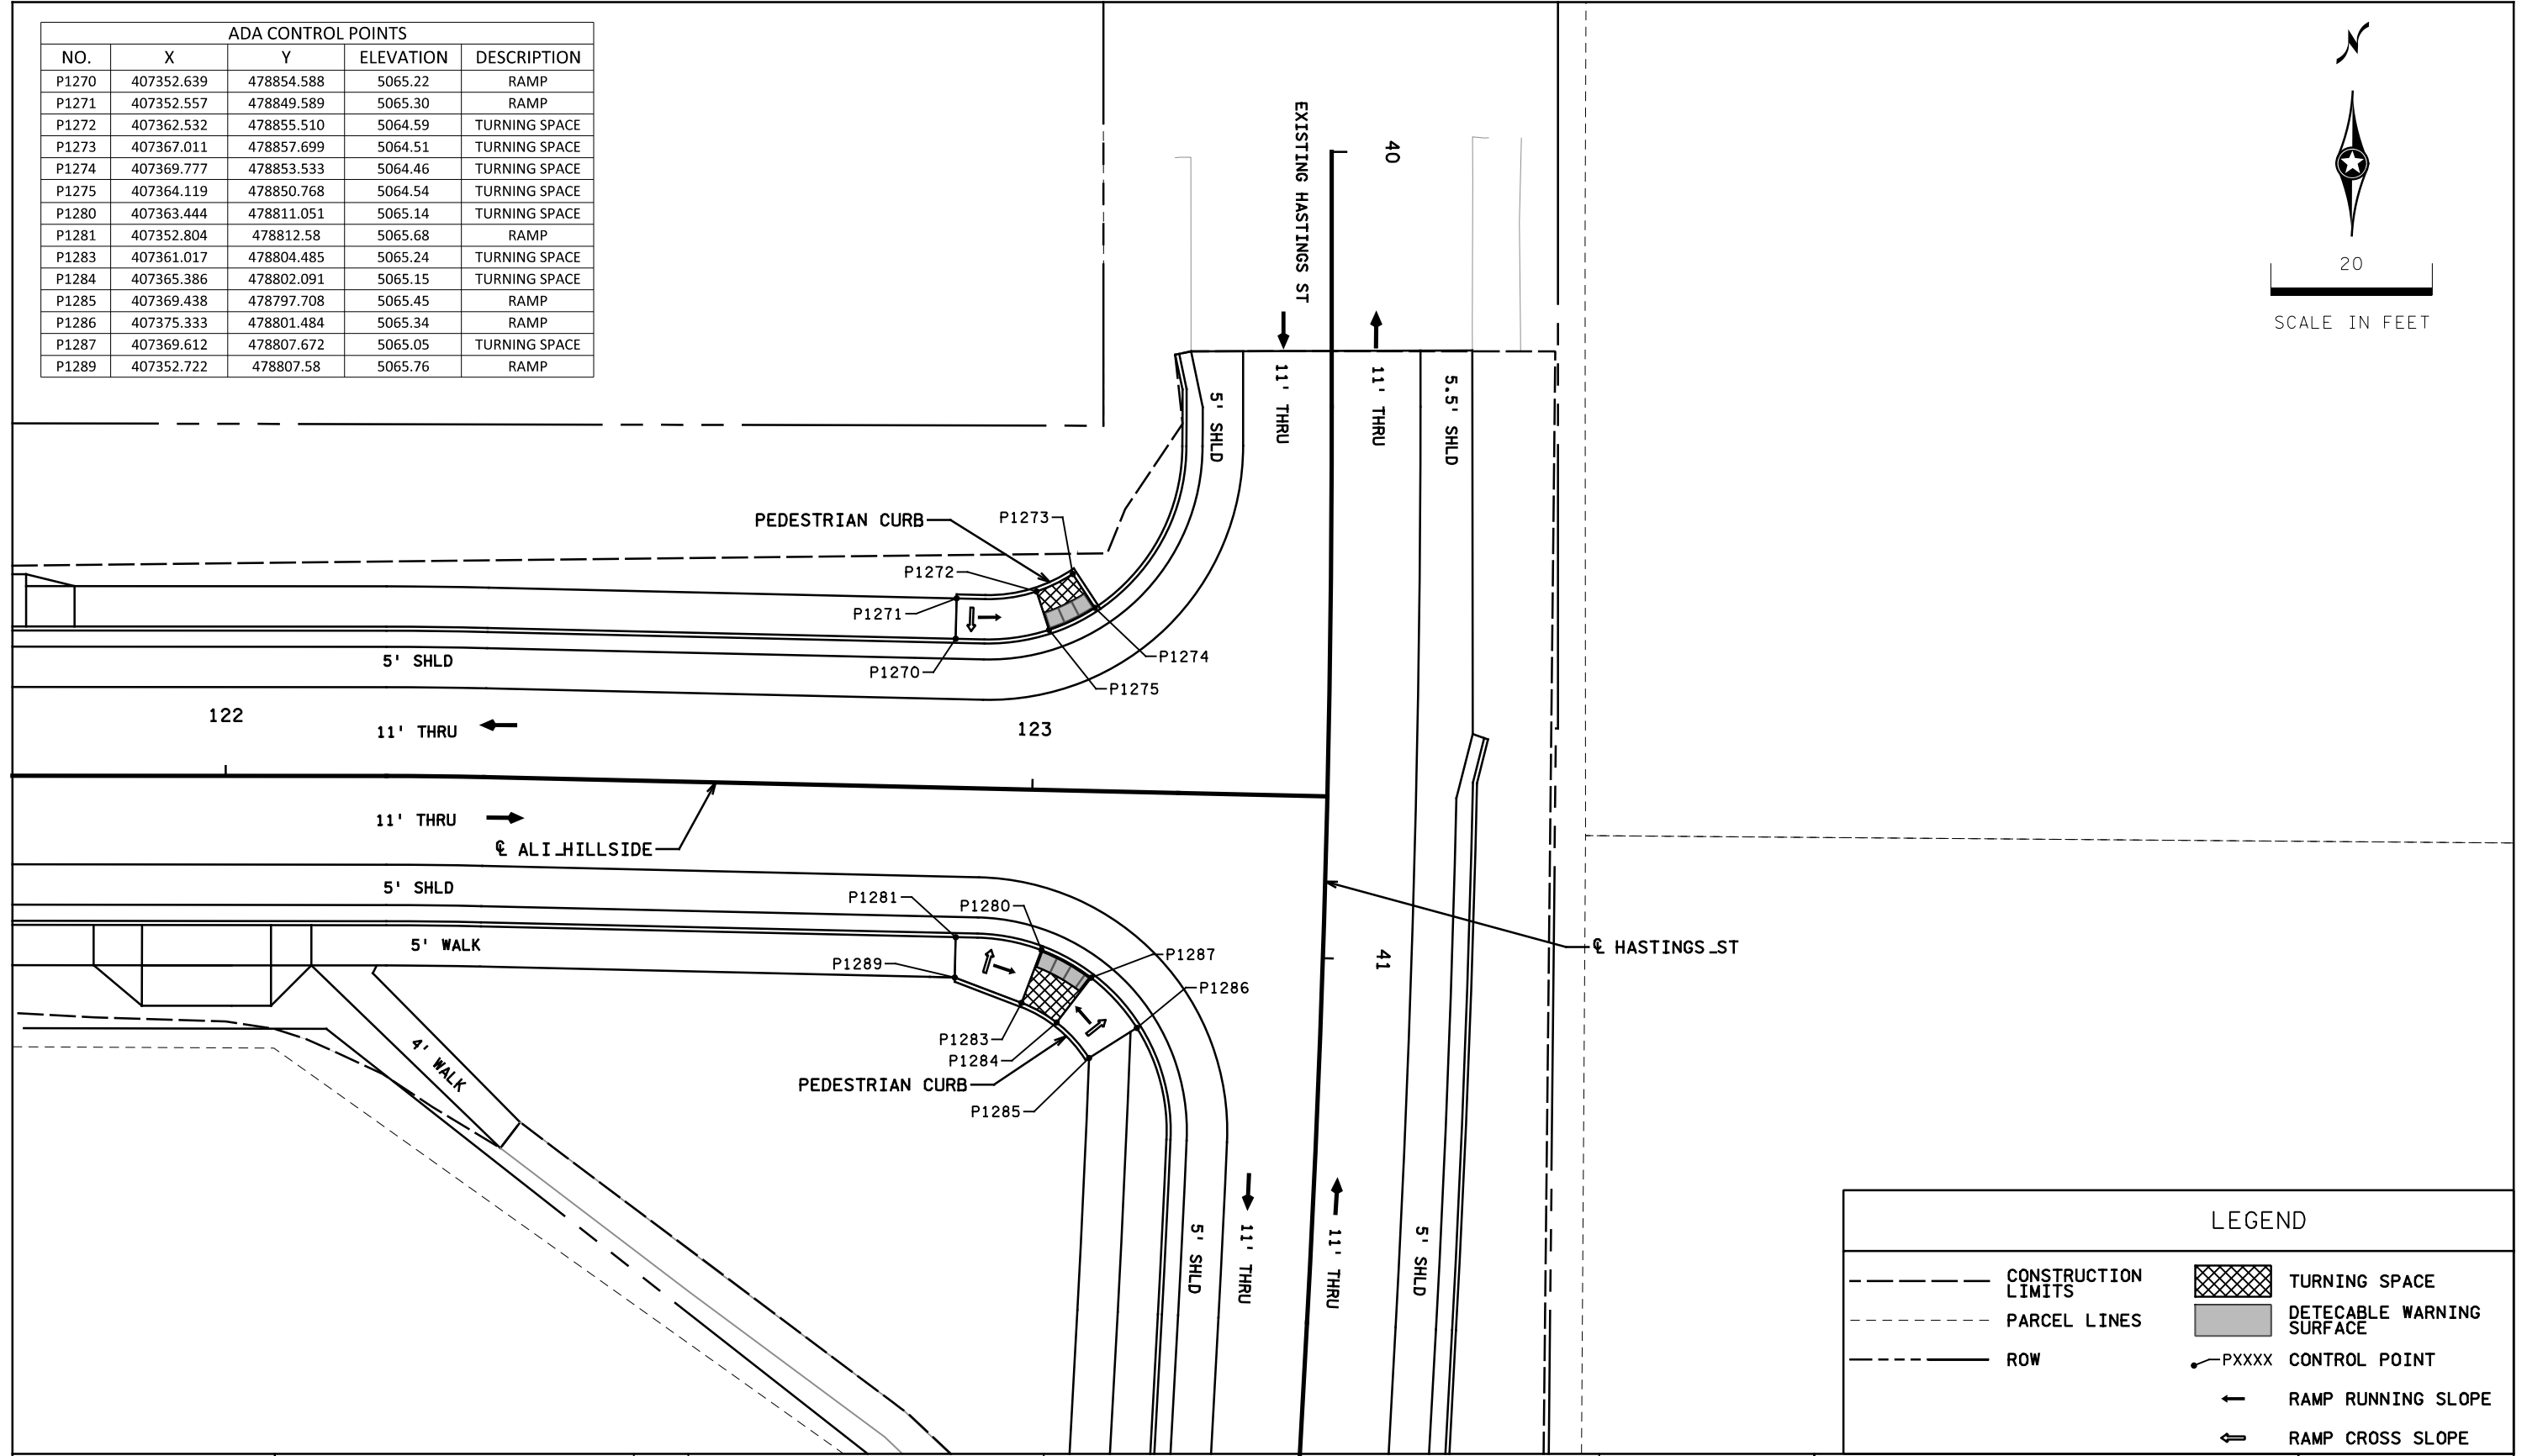 ADA CONTROL POINTS
NO. X Y ELEVATION DESCRIPTION
P1270 407352.639 478854.588 5065.22 RAMP
P1271 407352.557 478849.589 5065.30 RAMP
P1272 407362.532 478855.510 5064.59 TURNING SPACE
P1273 407367.011 478857.699 5064.51 TURNING SPACE
P1274 407369.777 478853.533 5064.46 TURNING SPACE
P1275 407364.119 478850.768 5064.54 TURNING SPACE
P1280 407363.444 478811.051 5065.14 TURNING SPACE
P1281 407352.804 478812.58 5065.68 RAMP
P1283 407361.017 478804.485 5065.24 TURNING SPACE
P1284 407365.386 478802.091 5065.15 TURNING SPACE
P1285 407369.438 478797.708 5065.45 RAMP
P1286 407375.333 478801.484 5065.34 RAMP
P1287 407369.612 478807.672 5065.05 TURNING SPACE
P1289 407352.722 478807.58 5065.76 RAMP
N
20
SCALE IN FEET
EXISTING HASTINGS ST
40
5' SHLD
11' THRU
11' THRU
5.5' SHLD
PEDESTRIAN CURB
P1273
P1272
P1271
P1270
P1274
P1275
5' SHLD
122
11' THRU
123
11' THRU
℄ ALI_HILLSIDE
5' SHLD
P1281
P1280
5' WALK
P1289
P1287
P1286
41
℄ HASTINGS_ST
P1283
P1284
4' WALK
PEDESTRIAN CURB
P1285
5' SHLD
11' THRU
11' THRU
5' SHLD
LEGEND
CONSTRUCTION
LIMITS
PARCEL LINES
ROW
TURNING SPACE
DETECABLE WARNING
SURFACE
PXXXX CONTROL POINT
RAMP RUNNING SLOPE
RAMP CROSS SLOPE